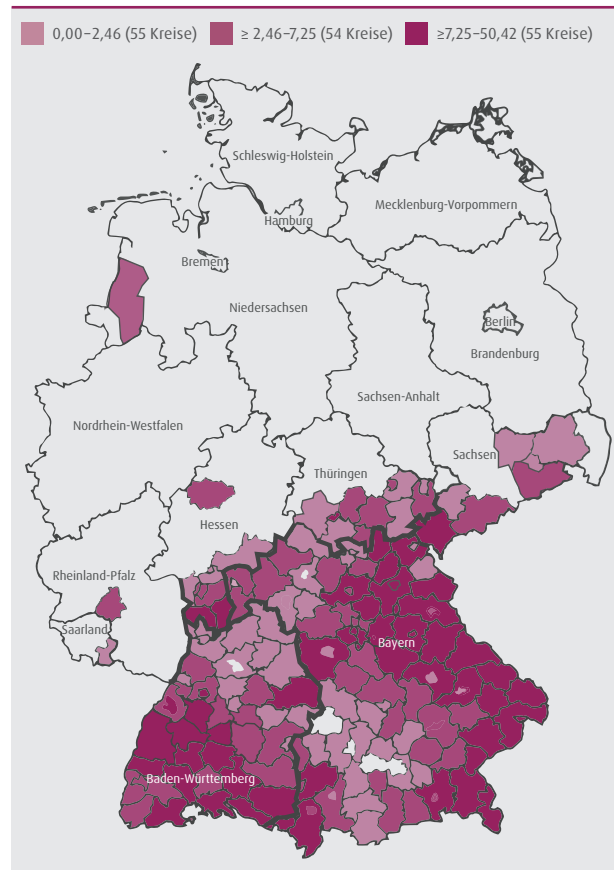 0,00–2,46 (55 Kreise) ≥ 2,46–7,25 (54 Kreise) ≥7,25–50,42 (55 Kreise)
Schleswig-Holstein
Mecklenburg-Vorpommern
Hamburg
Bremen
Niedersachsen
Berlin
Brandenburg
Sachsen-Anhalt
Nordrhein-Westfalen
Sachsen
Thüringen
Hessen
Rheinland-Pfalz
Saarland
Bayern
Baden-Württemberg